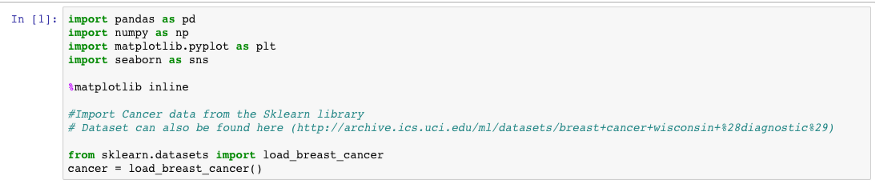 In [1]: import pandas as pd
import numpy as np
import matplotlib.pyplot as plt
import seaborn as sns
%matplotlib inline
#Import Cancer data from the Sklearn library
# Dataset can also be found here (http://archive.ics.uci.edu/ml/datasets/breast+cancer+wisconsin+%28diagnostic%29)
from sklearn.datasets import load_breast_cancer
cancer = load_breast_cancer()